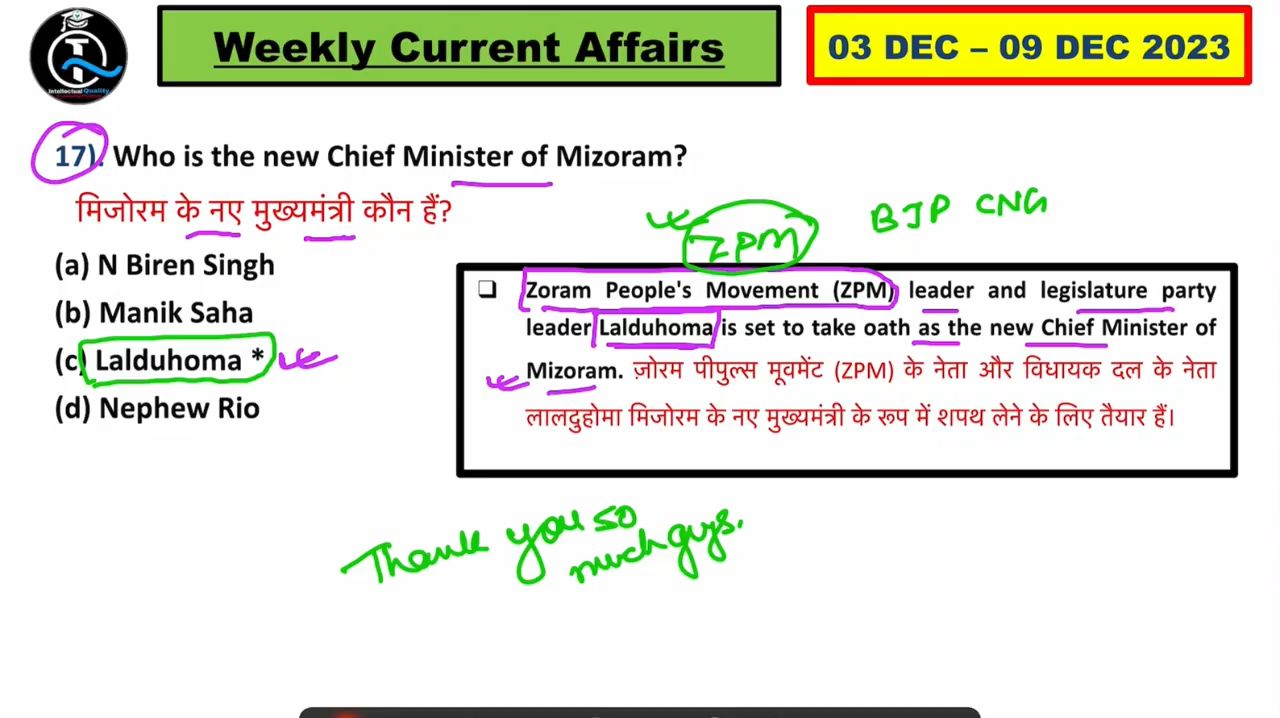 Weekly Current Affairs
03 DEC – 09 DEC 2023
Intellectual Quality
17). Who is the new Chief Minister of Mizoram?
मिजोरम के नए मुख्यमंत्री कौन हैं?
(a) N Biren Singh
(b) Manik Saha
(c) Lalduhoma *
(d) Nephew Rio
ZPM
BJP CNG
❑ Zoram People's Movement (ZPM) leader and legislature party
leader Lalduhoma is set to take oath as the new Chief Minister of
Mizoram. ज़ोरम पीपुल्स मूवमेंट (ZPM) के नेता और विधायक दल के नेता
लालदुहोमा मिजोरम के नए मुख्यमंत्री के रूप में शपथ लेने के लिए तैयार हैं।
Thank you so
much guys.